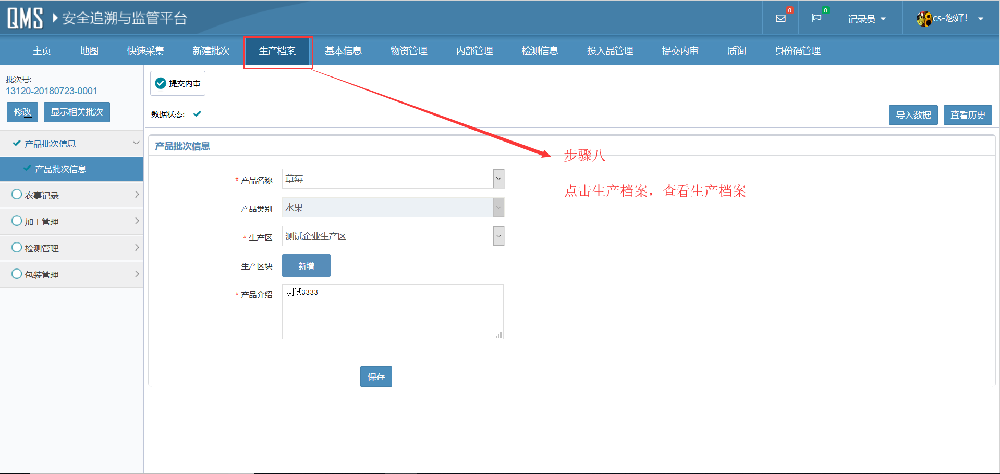 QMS 安全追溯与监管平台
0
0
记录员
cs-您好!
主页 地图 快速采集 新建批次 生产档案 基本信息 物资管理 内部管理 检测信息 投入品管理 提交内审 质询 身份码管理
批次号:
13120-20180723-0001
修改 显示相关批次
产品批次信息
产品批次信息
农事记录
加工管理
检测管理
包装管理
提交内审
数据状态:
导入数据 查看历史
产品批次信息
* 产品名称 草莓
产品类别 水果
* 生产区 测试企业生产区
生产区块 新增
* 产品介绍 测试3333
保存
步骤八
点击生产档案，查看生产档案